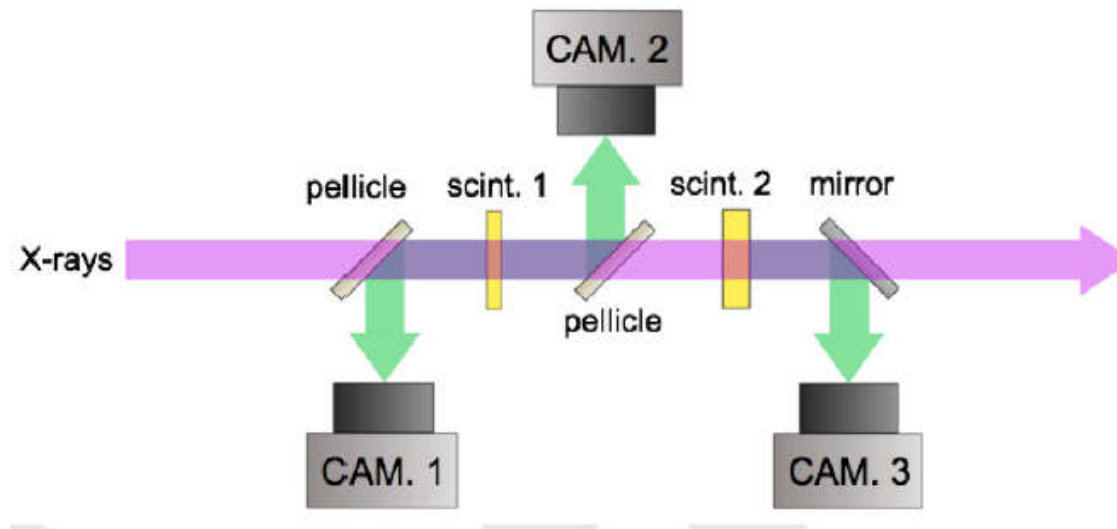 CAM. 2
pellicle
scint. 1
scint. 2
mirror
X-rays
pellicle
CAM. 1
CAM. 3